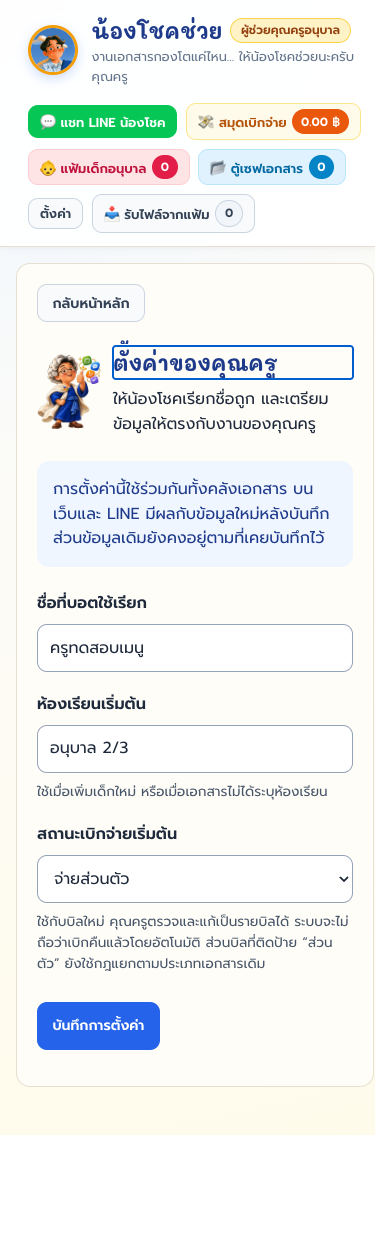 น้องโชคช่วย ผู้ช่วยคุณครูอนุบาล
งานเอกสารกองโตแค่ไหน... ให้น้องโชคช่วยนะครับ
คุณครู
แชท LINE น้องโชค
สมุดเบิกจ่าย 0.00 ฿
แฟ้มเด็กอนุบาล 0
ตู้เซฟเอกสาร 0
ตั้งค่า
รับไฟล์จากแฟ้ม 0
กลับหน้าหลัก
ตั้งค่าของคุณครู
ให้น้องโชคเรียกชื่อถูก และเตรียม
ข้อมูลให้ตรงกับงานของคุณครู
การตั้งค่านี้ใช้ร่วมกันทั้งคลังเอกสาร บน
เว็บและ LINE มีผลกับข้อมูลใหม่หลังบันทึก
ส่วนข้อมูลเดิมยังคงอยู่ตามที่เคยบันทึกไว้
ชื่อที่บอตใช้เรียก
ครูทดสอบเมนู
ห้องเรียนเริ่มต้น
อนุบาล 2/3
ใช้เมื่อเพิ่มเด็กใหม่ หรือเมื่อเอกสารไม่ได้ระบุห้องเรียน
สถานะเบิกจ่ายเริ่มต้น
จ่ายส่วนตัว
ใช้กับบิลใหม่ คุณครูตรวจและแก้เป็นรายบิลได้ ระบบจะไม่
ถือว่าเบิกคืนแล้วโดยอัตโนมัติ ส่วนบิลที่ติดป้าย “ส่วน
ตัว” ยังใช้กฎแยกตามประเภทเอกสารเดิม
บันทึกการตั้งค่า